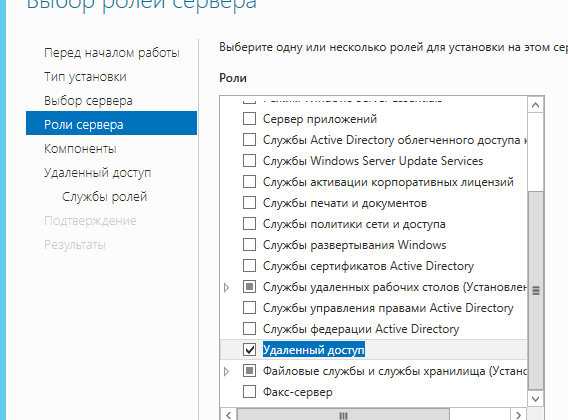 Выбор ролей сервера
Перед началом работы
Тип установки
Выбор сервера
Роли сервера
Компоненты
Удаленный доступ
Службы ролей
Подтверждение
Результаты
Выберите одну или несколько ролей для установки на этом сер
Роли
Режим Windows Server Essentials
Сервер приложений
Службы Active Directory облегченного доступа к
Службы Windows Server Update Services
Службы активации корпоративных лицензий
Службы печати и документов
Службы политики сети и доступа
Службы развертывания Windows
Службы сертификатов Active Directory
Службы удаленных рабочих столов (Установлен
Службы управления правами Active Directory
Службы федерации Active Directory
Удаленный доступ
Файловые службы и службы хранилища (Устано
Факс-сервер